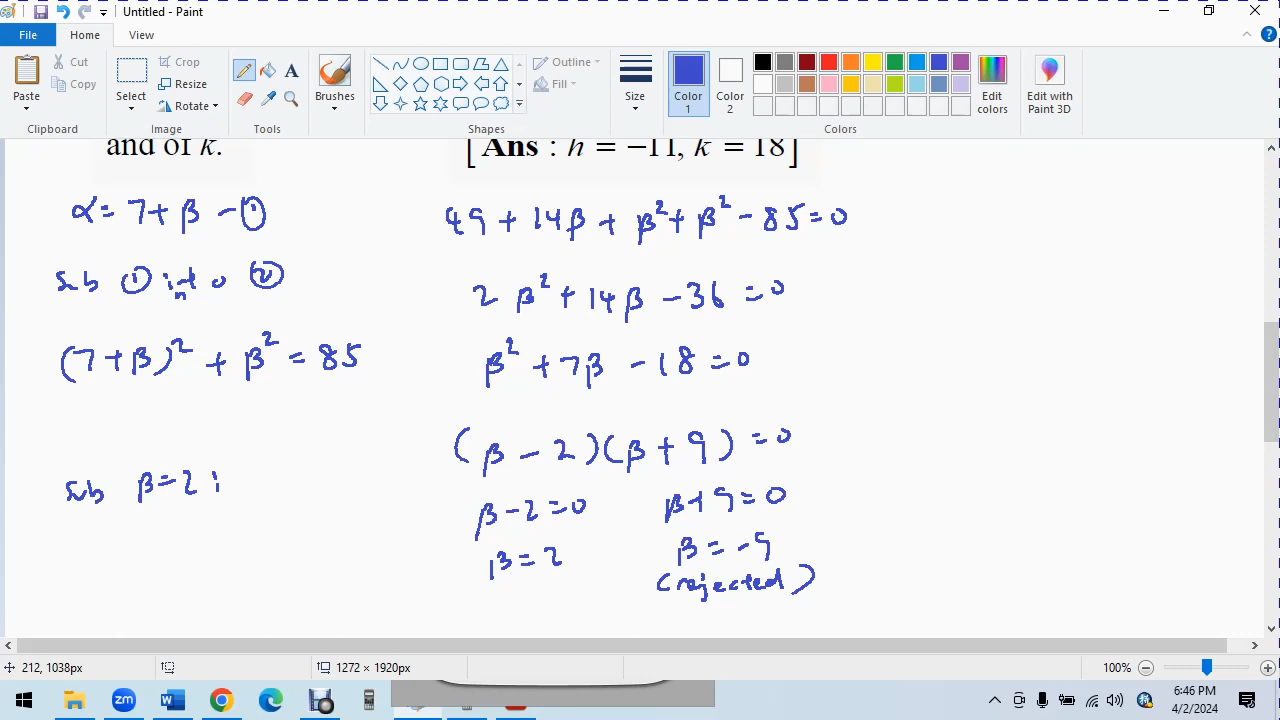 Untitled - Paint
File Home View
Paste
Cut
Copy
Clipboard
Select
Crop
Resize
Rotate
Image
A
Tools
Brushes
Outline
Fill
Shapes
Size
Color 1
Color 2
Edit colors
Colors
Edit with Paint 3D
and of k.
[Ans : h = −11, k = 18]
α = 7 + β - ①
Sub ① into ②
(7 + β)² + β² = 85
Sub β = 2 i
49 + 14β + β² + β² - 85 = 0
2β² + 14β - 36 = 0
β² + 7β - 18 = 0
(β - 2)(β + 9) = 0
β - 2 = 0 β + 9 = 0
β = 2 β = -9
(rejected)
212, 1038px
1272 × 1920px
100%
zm
W
6:46 PM
4/2/2024